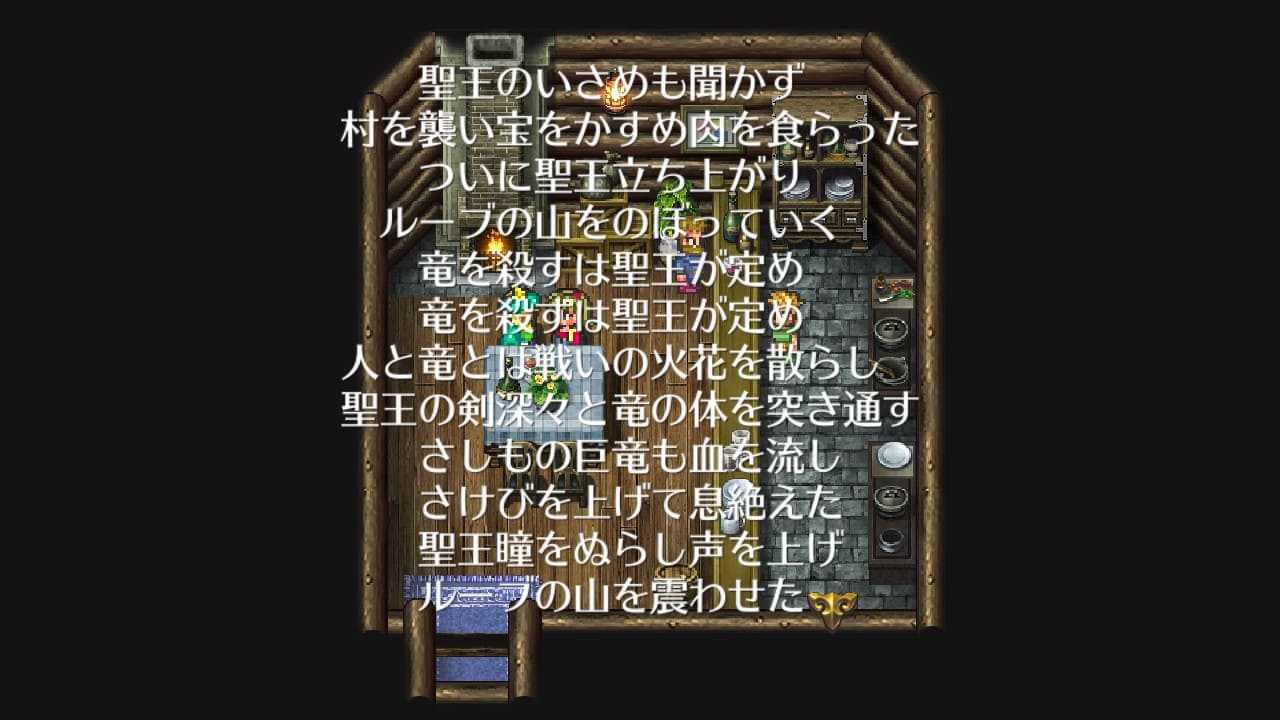 聖王のいさめも聞かず
村を襲い宝をかすめ肉を食らった
ついに聖王立ち上がり
ルーブの山をのぼっていく
竜を殺すは聖王が定め
竜を殺すは聖王が定め
人と竜とは戦いの火花を散らし
聖王の剣深々と竜の体を突き通す
さしもの巨竜も血を流し
さけびを上げて息絶えた
聖王瞳をぬらし声を上げ
ルーブの山を震わせた